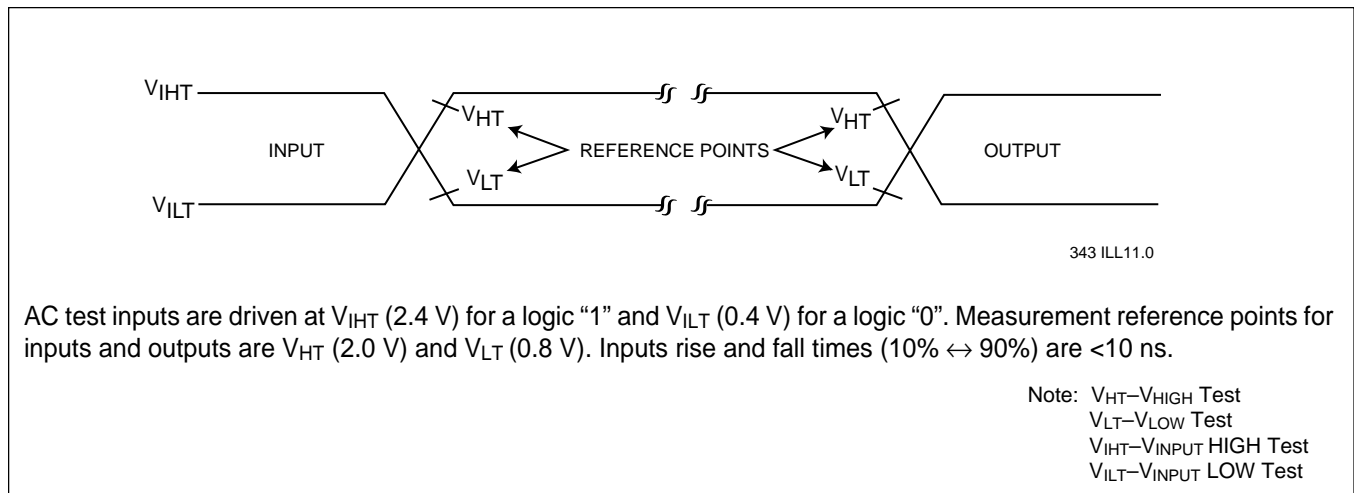 VIHT
VHT
VHT
INPUT
REFERENCE POINTS
OUTPUT
VLT
VLT
VILT
343 ILL11.0
AC test inputs are driven at VIHT (2.4 V) for a logic “1” and VILT (0.4 V) for a logic “0”. Measurement reference points for
inputs and outputs are VHT (2.0 V) and VLT (0.8 V). Inputs rise and fall times (10% ↔ 90%) are <10 ns.
Note: VHT–VHIGH Test
VLT–VLOW Test
VIHT–VINPUT HIGH Test
VILT–VINPUT LOW Test